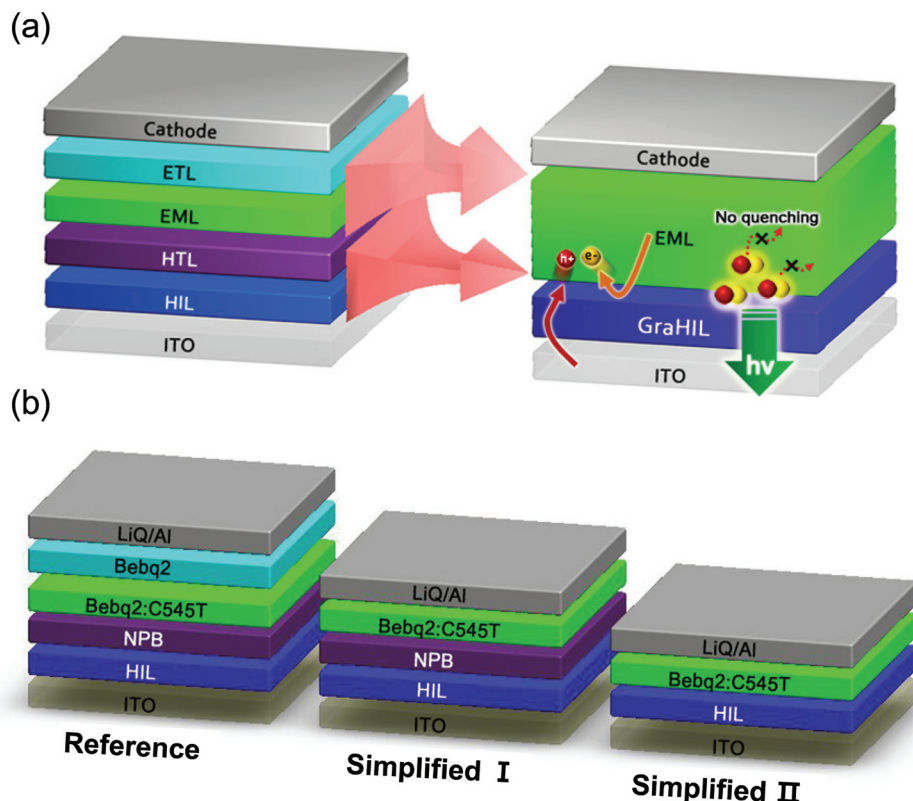 (a)
Cathode
ETL
EML
HTL
HIL
ITO
Cathode
No quenching
EML
h+
e-
GraHIL
hν
ITO
(b)
LiQ/Al
Bebq2
Bebq2:C545T
NPB
HIL
ITO
Reference
LiQ/Al
Bebq2:C545T
NPB
HIL
ITO
Simplified Ⅰ
LiQ/Al
Bebq2:C545T
HIL
ITO
Simplified Ⅱ